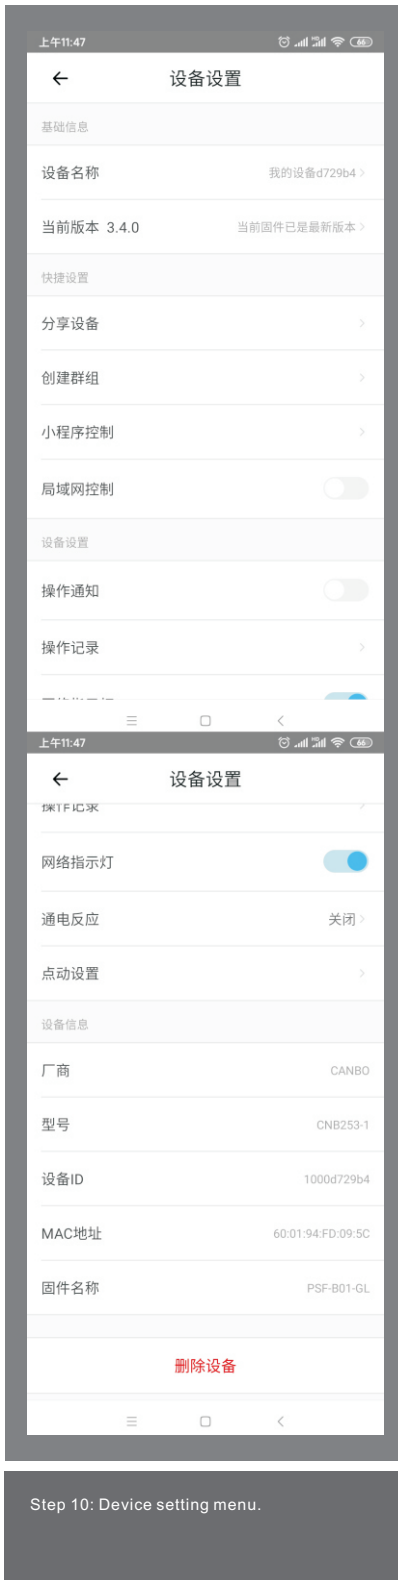 上午11:47
66
设备设置
基础信息
设备名称 我的设备d729b4
当前版本 3.4.0 当前固件已是最新版本
快捷设置
分享设备
创建群组
小程序控制
局域网控制
设备设置
操作通知
操作记录
上午11:47
66
设备设置
操作记录
网络指示灯
通电反应 关闭
点动设置
设备信息
厂商 CANBO
型号 CNB253-1
设备ID 1000d729b4
MAC地址 60:01:94:FD:09:5C
固件名称 PSF-B01-GL
删除设备
Step 10: Device setting menu.